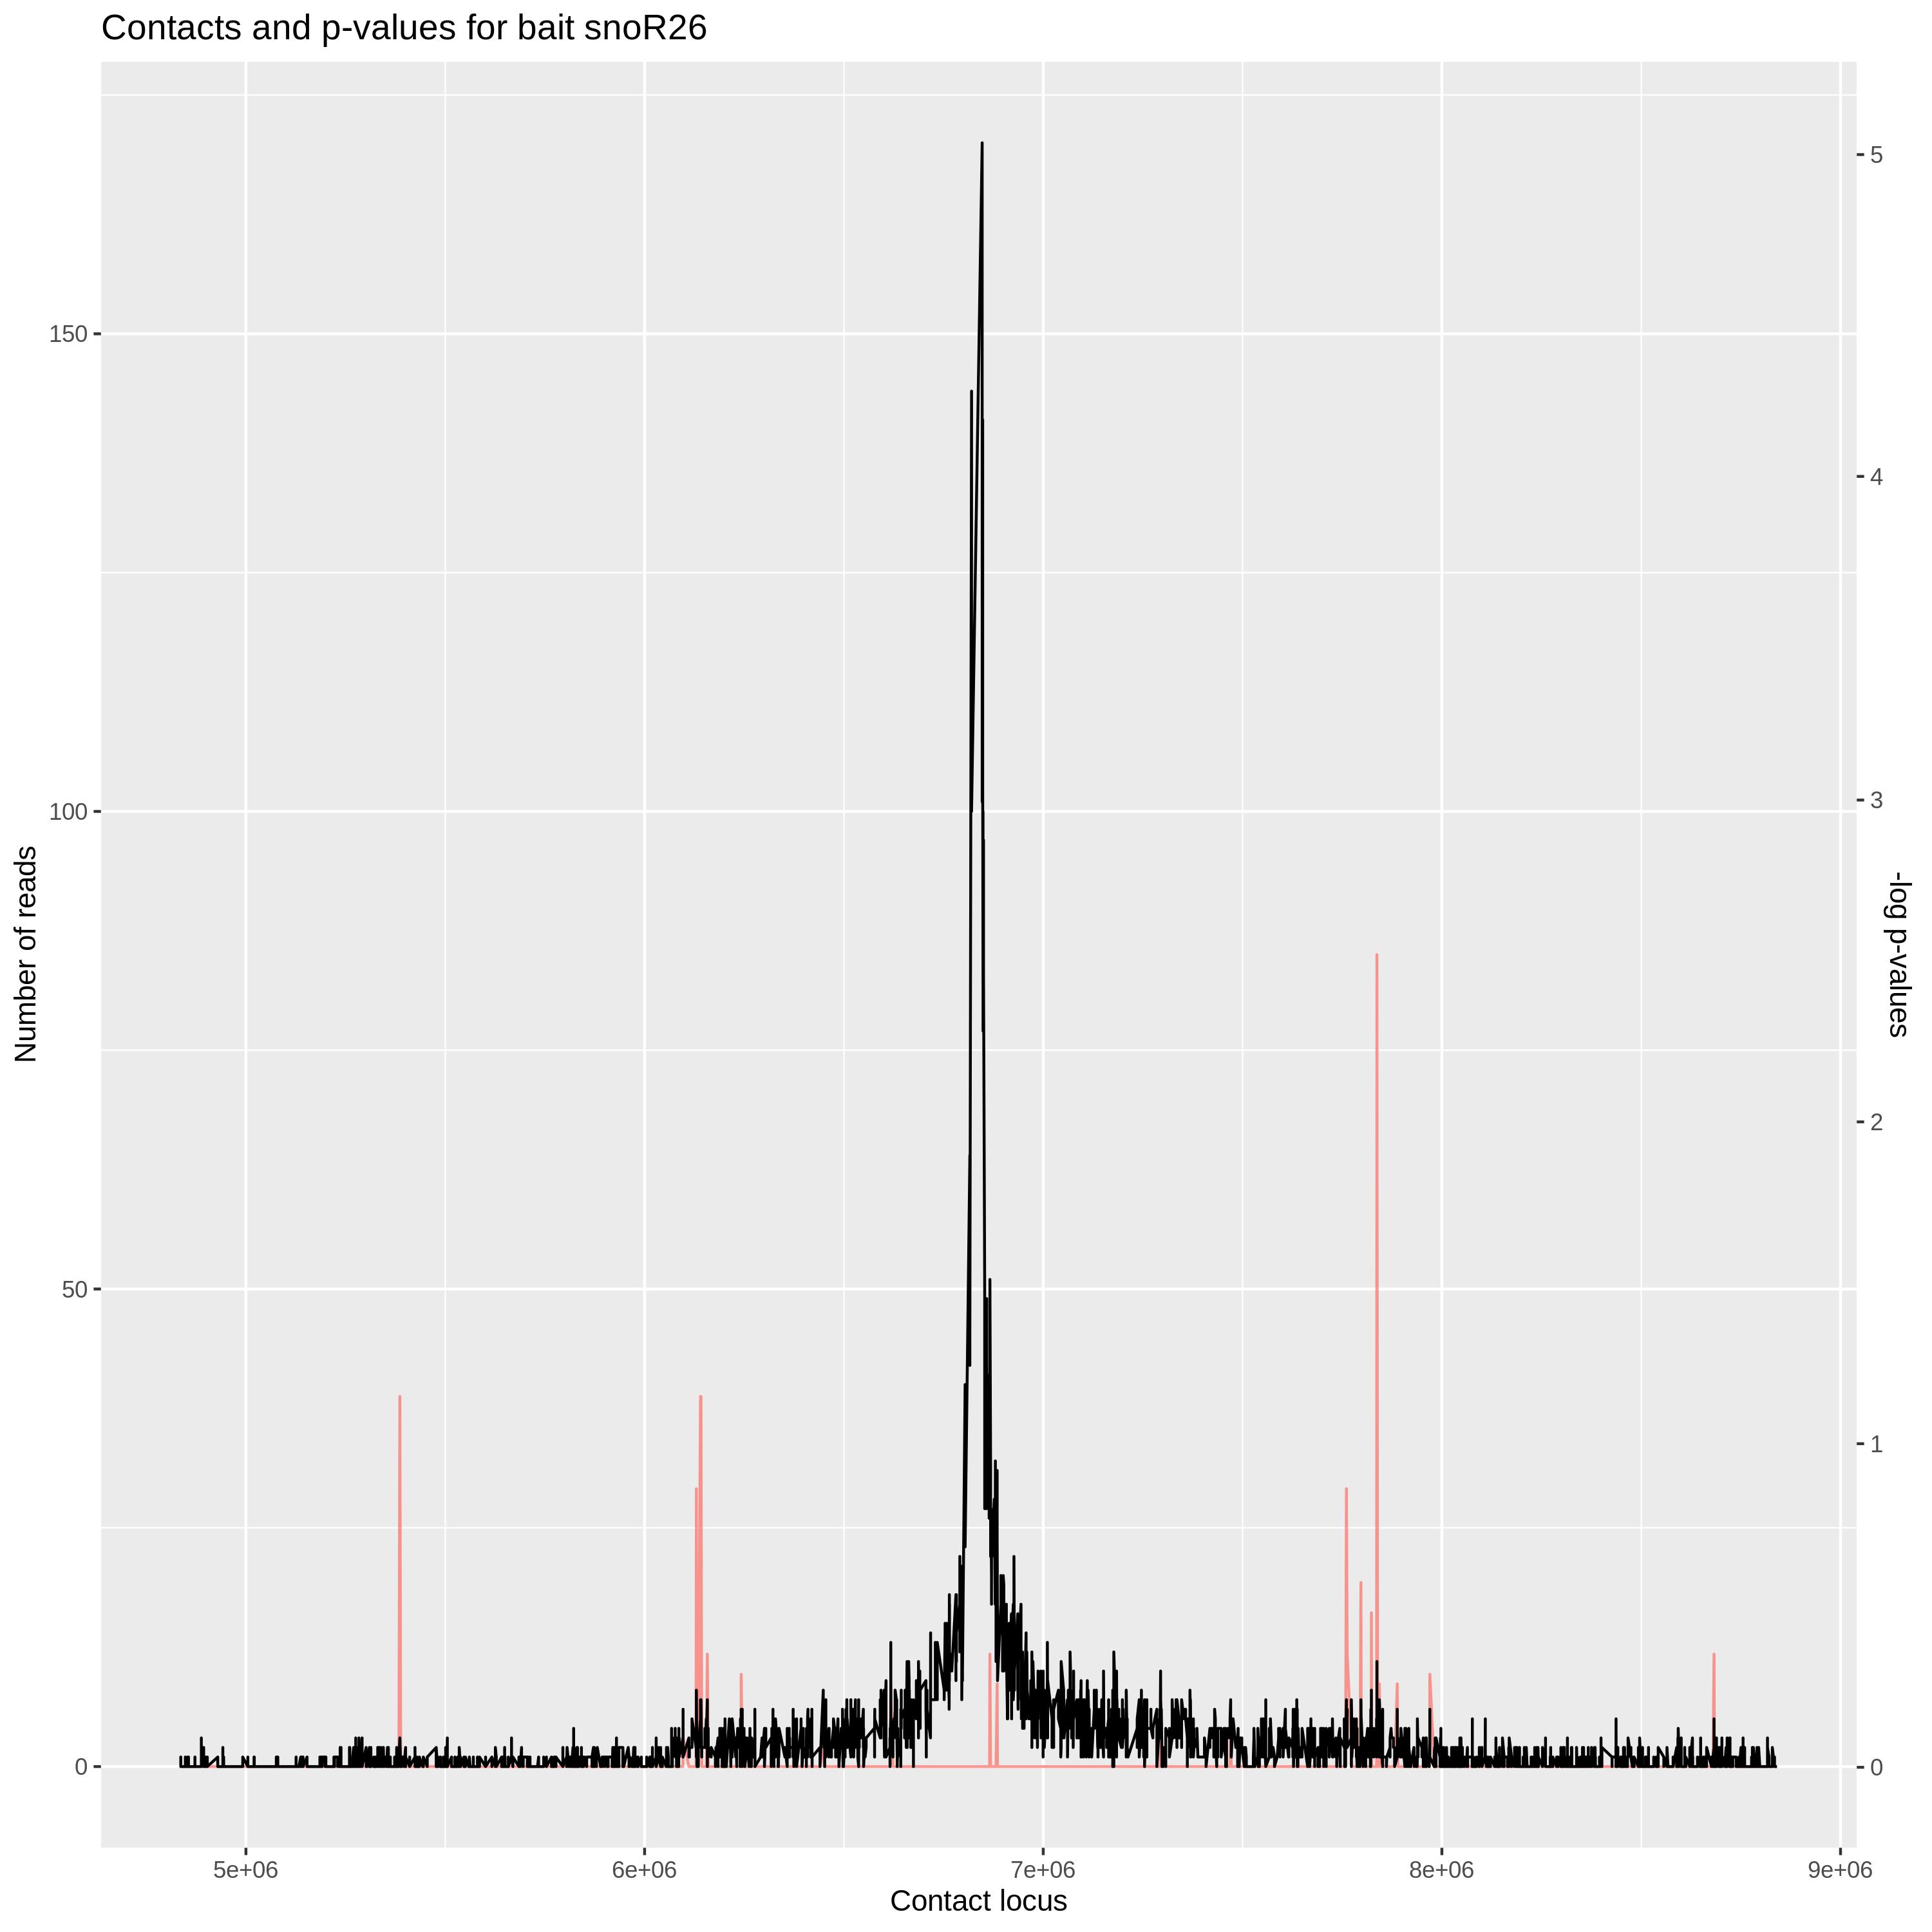 Contacts and p-values for bait snoR26
150
100
50
0
Number of reads
5
4
3
2
1
0
-log p-values
5e+06 6e+06 7e+06 8e+06 9e+06
Contact locus